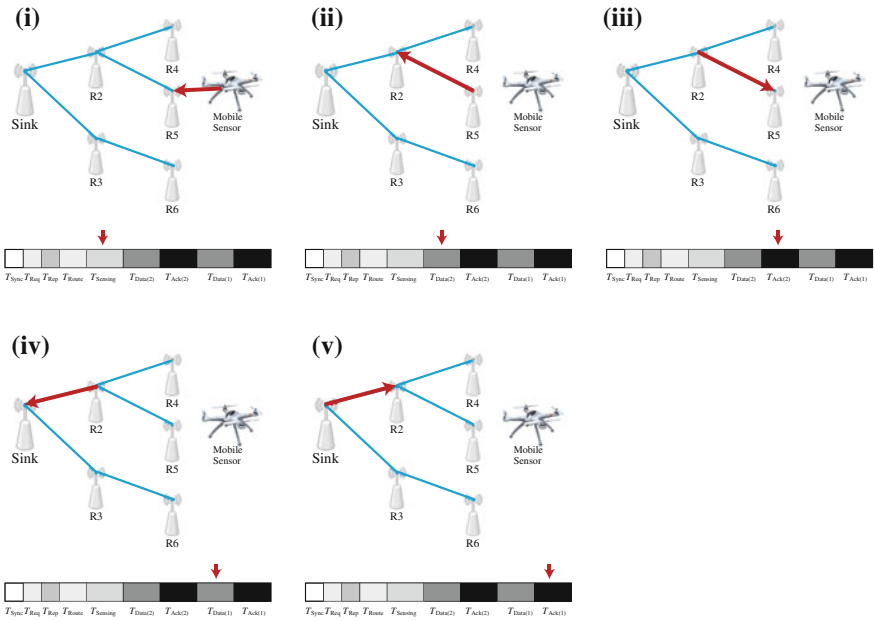 (i)
R4
R2
Sink
Mobile
Sensor
R5
R3
R6
T_Sync T_Req T_Rep T_Route T_Sensing T_Data(2) T_Ack(2) T_Data(1) T_Ack(1)
(ii)
R4
R2
Sink
Mobile
Sensor
R5
R3
R6
T_Sync T_Req T_Rep T_Route T_Sensing T_Data(2) T_Ack(2) T_Data(1) T_Ack(1)
(iii)
R4
R2
Sink
Mobile
Sensor
R5
R3
R6
T_Sync T_Req T_Rep T_Route T_Sensing T_Data(2) T_Ack(2) T_Data(1) T_Ack(1)
(iv)
R4
R2
Sink
Mobile
Sensor
R5
R3
R6
T_Sync T_Req T_Rep T_Route T_Sensing T_Data(2) T_Ack(2) T_Data(1) T_Ack(1)
(v)
R4
R2
Sink
Mobile
Sensor
R5
R3
R6
T_Sync T_Req T_Rep T_Route T_Sensing T_Data(2) T_Ack(2) T_Data(1) T_Ack(1)